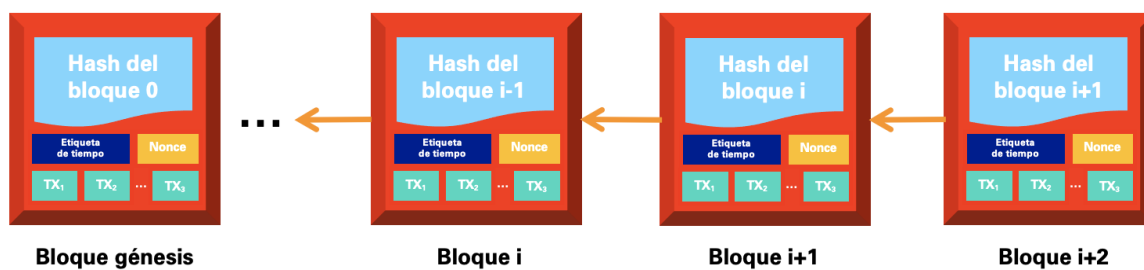 Hash del
bloque 0
Etiqueta
de tiempo
Nonce
TX₁
TX₂
...
TX₃
Bloque génesis
...
Hash del
bloque i-1
Etiqueta
de tiempo
Nonce
TX₁
TX₂
...
TX₃
Bloque i
Hash del
bloque i
Etiqueta
de tiempo
Nonce
TX₁
TX₂
...
TX₃
Bloque i+1
Hash del
bloque i+1
Etiqueta
de tiempo
Nonce
TX₁
TX₂
...
TX₃
Bloque i+2